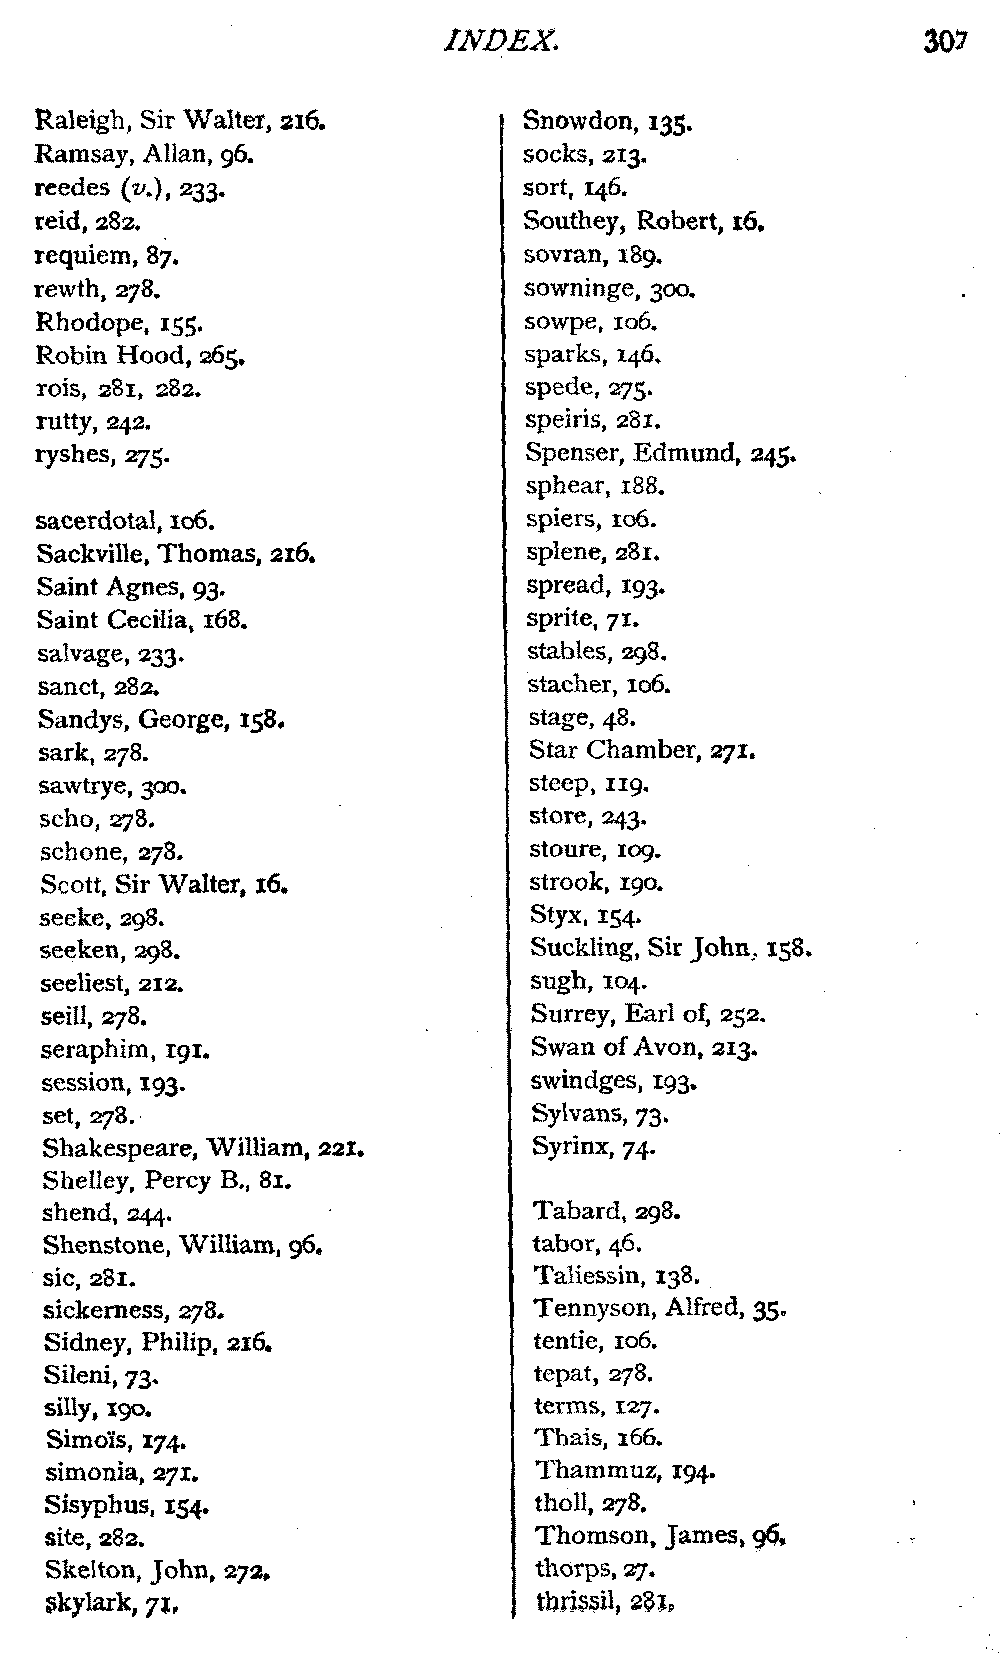 INDEX. 307
Raleigh, Sir Walter, 216.
Ramsay, Allan, 96.
reedes (v.), 233.
reid, 282.
requiem, 87.
rewth, 278.
Rhodope, 155.
Robin Hood, 265.
rois, 281, 282.
rutty, 242.
ryshes, 275.
sacerdotal, 106.
Sackville, Thomas, 216.
Saint Agnes, 93.
Saint Cecilia, 168.
salvage, 233.
sanct, 282.
Sandys, George, 158.
sark, 278.
sawtrye, 300.
scho, 278.
schone, 278.
Scott, Sir Walter, 16.
seeke, 298.
seeken, 298.
seeliest, 212.
seill, 278.
seraphim, 191.
session, 193.
set, 278.
Shakespeare, William, 221.
Shelley, Percy B., 81.
shend, 244.
Shenstone, William, 96.
sic, 281.
sickerness, 278.
Sidney, Philip, 216.
Sileni, 73.
silly, 190.
Simoïs, 174.
simonia, 271.
Sisyphus, 154.
site, 282.
Skelton, John, 272.
skylark, 71.
Snowdon, 135.
socks, 213.
sort, 146.
Southey, Robert, 16.
sovran, 189.
sowninge, 300.
sowpe, 106.
sparks, 146.
spede, 275.
speiris, 281.
Spenser, Edmund, 245.
sphear, 188.
spiers, 106.
splene, 281.
spread, 193.
sprite, 71.
stables, 298.
stacher, 106.
stage, 48.
Star Chamber, 271.
steep, 119.
store, 243.
stoure, 109.
strook, 190.
Styx, 154.
Suckling, Sir John, 158.
sugh, 104.
Surrey, Earl of, 252.
Swan of Avon, 213.
swindges, 193.
Sylvans, 73.
Syrinx, 74.
Tabard, 298.
tabor, 46.
Taliessin, 138.
Tennyson, Alfred, 35.
tentie, 106.
tepat, 278.
terms, 127.
Thais, 166.
Thammuz, 194.
tholl, 278.
Thomson, James, 96.
thorps, 27.
thrissil, 281.